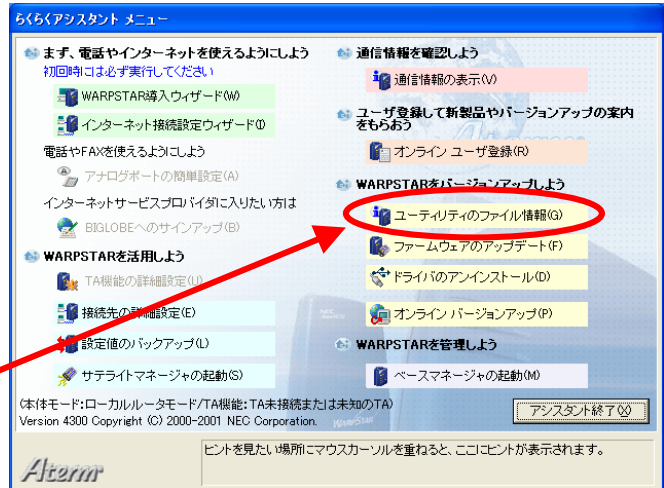 らくらくアシスタント メニュー
まず、電話やインターネットを使えるようにしよう
初回時には必ず実行してください
WARPSTAR導入ウィザード(W)
インターネット接続設定ウィザード(I)
電話やFAXを使えるようにしよう
アナログポートの簡単設定(A)
インターネットサービスプロバイダに入りたい方は
BIGLOBEへのサインアップ(B)
WARPSTARを活用しよう
TA機能の詳細設定(U)
接続先の詳細設定(E)
設定値のバックアップ(L)
サテライトマネージャの起動(S)
通信情報を確認しよう
通信情報の表示(V)
ユーザ登録して新製品やバージョンアップの案内
をもらおう
オンライン ユーザ登録(R)
WARPSTARをバージョンアップしよう
ユーティリティのファイル情報(G)
ファームウェアのアップデート(F)
ドライバのアンインストール(D)
オンライン バージョンアップ(P)
WARPSTARを管理しよう
ベースマネージャの起動(M)
(本体モード:ローカルルータモード/TA機能:TA未接続または未知のTA)
Version 4300 Copyright (C) 2000-2001 NEC Corporation.
アシスタント終了(X)
Aterm
ヒントを見たい場所にマウスカーソルを重ねると、ここにヒントが表示されます。